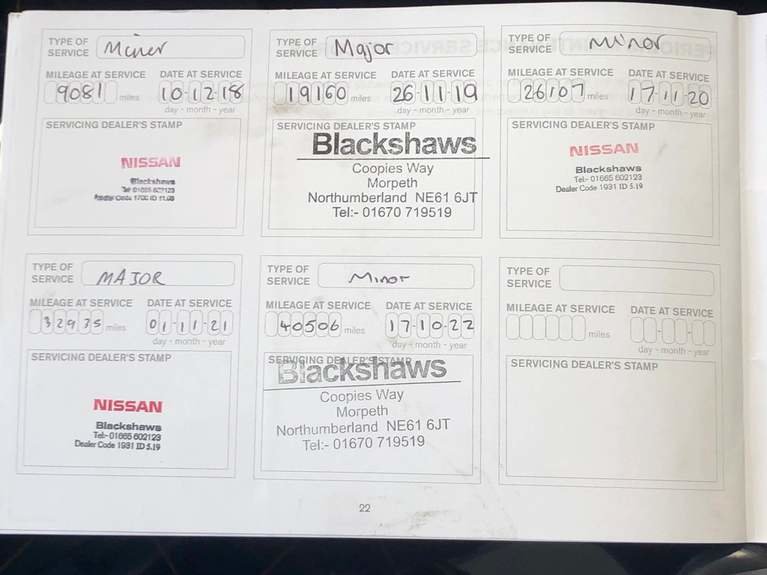 TYPE OF SERVICE Miner
MILEAGE AT SERVICE DATE AT SERVICE
9081 miles 10-12-18
day - month - year
SERVICING DEALER'S STAMP
NISSAN
Blackshaws
Tel: 01665 602123
TYPE OF SERVICE Major
MILEAGE AT SERVICE DATE AT SERVICE
19160 miles 26-11-19
day - month - year
SERVICING DEALER'S STAMP
Blackshaws
Coopies Way
Morpeth
Northumberland NE61 6JT
Tel:- 01670 719519
TYPE OF SERVICE Minor
MILEAGE AT SERVICE DATE AT SERVICE
26107 miles 17-11-20
day - month - year
SERVICING DEALER'S STAMP
NISSAN
Blackshaws
Tel:- 01665 602123
Dealer Code 1931 ID 5.19
TYPE OF SERVICE MAJOR
MILEAGE AT SERVICE DATE AT SERVICE
32975 miles 01-11-21
day - month - year
SERVICING DEALER'S STAMP
NISSAN
Blackshaws
Tel:- 01665 602123
Dealer Code 1931 ID 5.19
TYPE OF SERVICE Minor
MILEAGE AT SERVICE DATE AT SERVICE
40506 miles 17-10-22
day - month - year
SERVICING DEALER'S STAMP
Blackshaws
Coopies Way
Morpeth
Northumberland NE61 6JT
Tel:- 01670 719519
TYPE OF SERVICE
MILEAGE AT SERVICE DATE AT SERVICE
miles
day - month - year
SERVICING DEALER'S STAMP
22